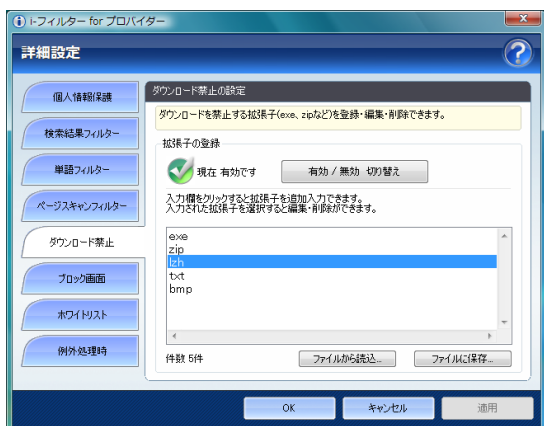 i-フィルター for プロバイダー
詳細設定
個人情報保護
検索結果フィルター
単語フィルター
ページスキャンフィルター
ダウンロード禁止
ブロック画面
ホワイトリスト
例外処理時
ダウンロード禁止の設定
ダウンロードを禁止する拡張子(exe、zipなど)を登録・編集・削除できます。
拡張子の登録
現在 有効です
有効 / 無効 切り替え
入力欄をクリックすると拡張子を追加入力できます。
入力された拡張子を選択すると編集・削除ができます。
exe
zip
lzh
txt
bmp
件数 5件
ファイルから読込...
ファイルに保存...
OK
キャンセル
適用